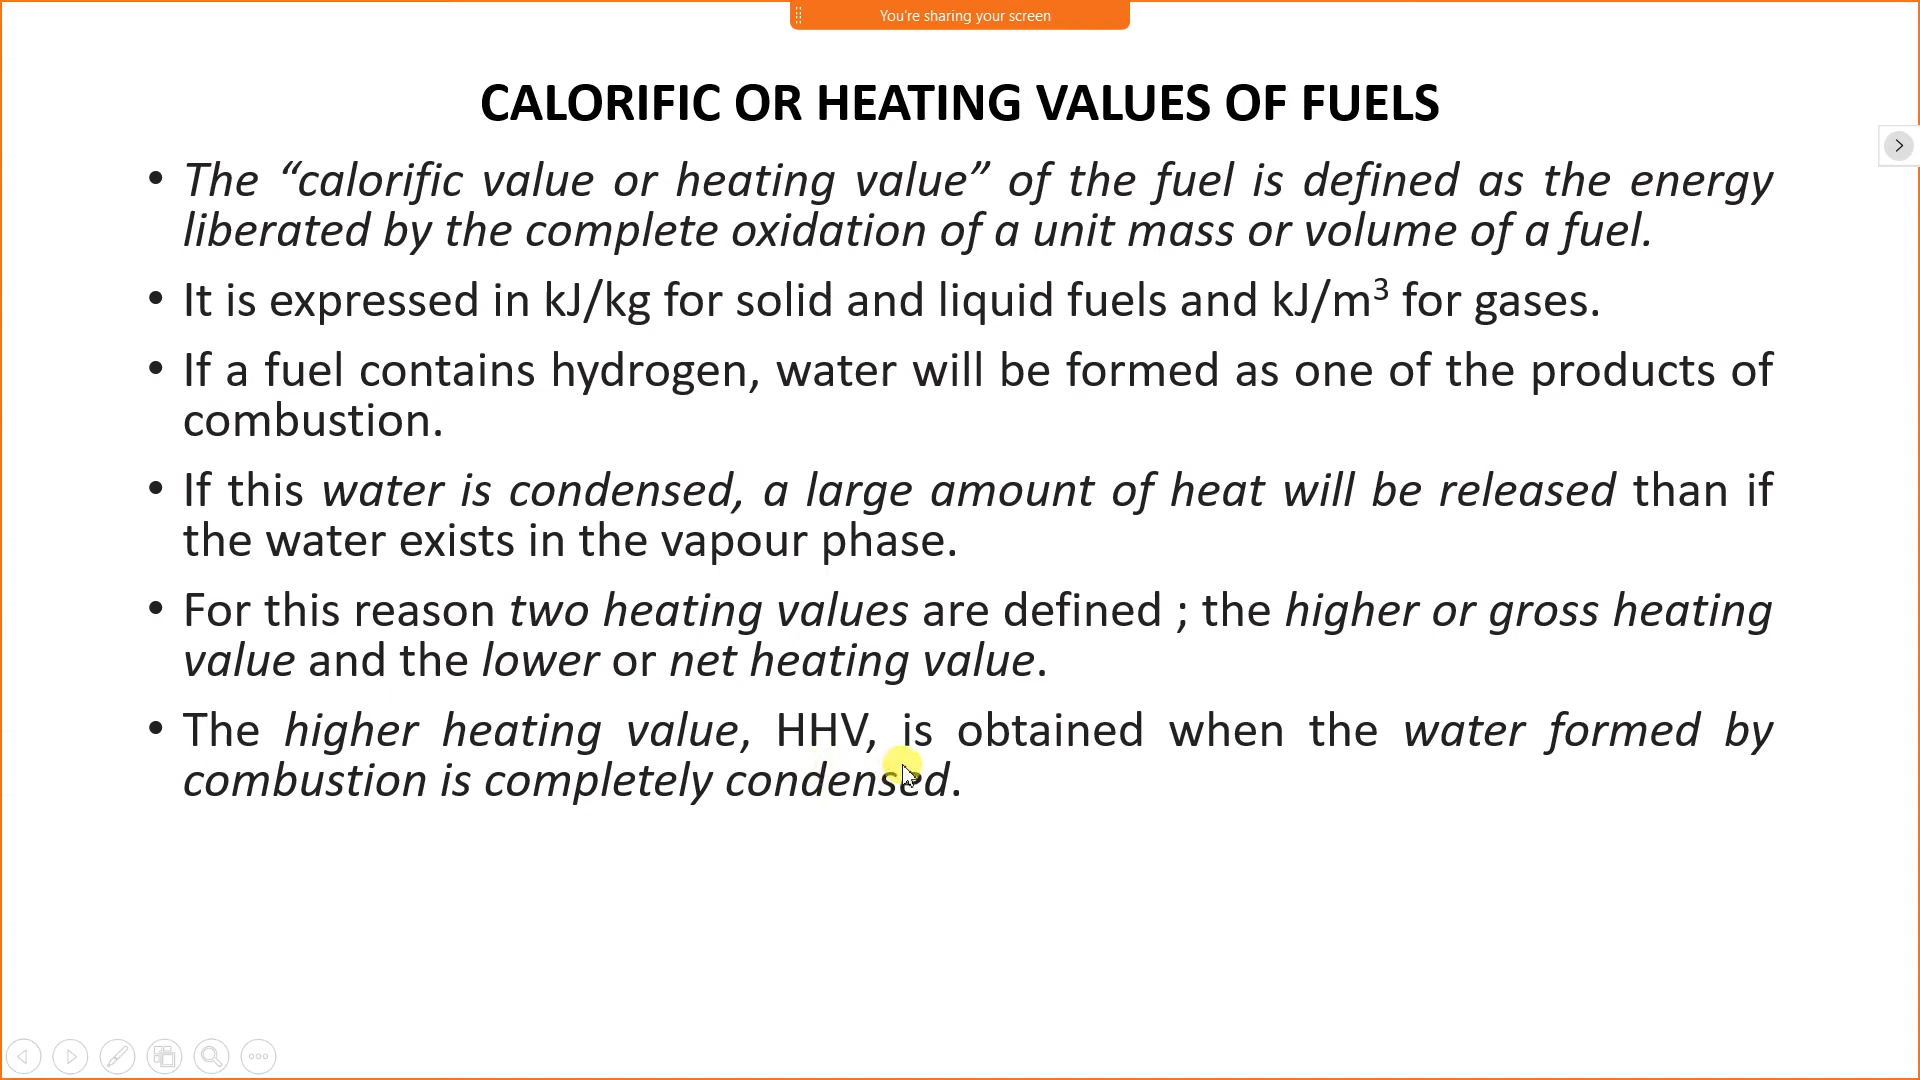 You're sharing your screen
CALORIFIC OR HEATING VALUES OF FUELS
• The “calorific value or heating value” of the fuel is defined as the energy
liberated by the complete oxidation of a unit mass or volume of a fuel.
• It is expressed in kJ/kg for solid and liquid fuels and kJ/m³ for gases.
• If a fuel contains hydrogen, water will be formed as one of the products of
combustion.
• If this water is condensed, a large amount of heat will be released than if
the water exists in the vapour phase.
• For this reason two heating values are defined ; the higher or gross heating
value and the lower or net heating value.
• The higher heating value, HHV, is obtained when the water formed by
combustion is completely condensed.